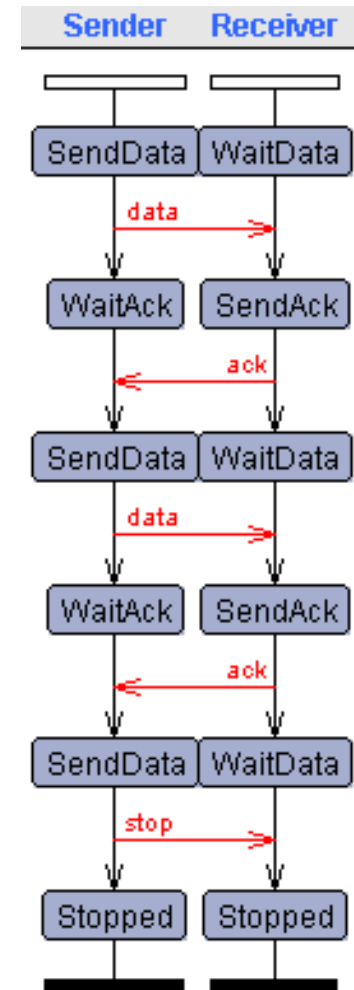 Sender Receiver
SendData WaitData
data
WaitAck SendAck
ack
SendData WaitData
data
WaitAck SendAck
ack
SendData WaitData
stop
Stopped Stopped